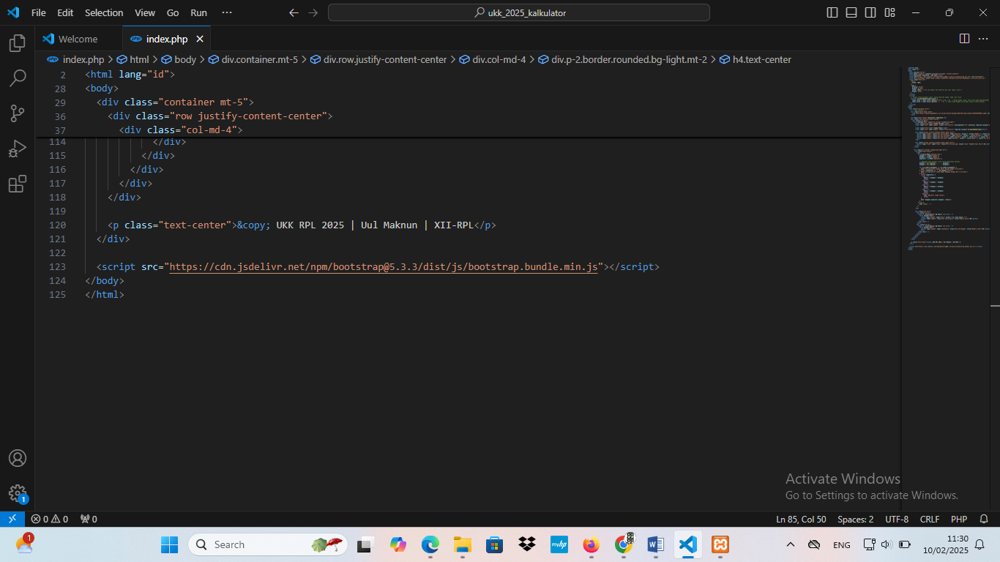 File Edit Selection View Go Run ··· ukk_2025_kalkulator
Welcome index.php
index.php > html > body > div.container.mt-5 > div.row.justify-content-center > div.col-md-4 > div.p-2.border.rounded.bg-light.mt-2 > h4.text-center
2 <html lang="id">
28 <body>
29 <div class="container mt-5">
36 <div class="row justify-content-center">
37 <div class="col-md-4">
114 </div>
115 </div>
116 </div>
117 </div>
118 </div>
119
120 <p class="text-center">&copy; UKK RPL 2025 | Uul Maknun | XII-RPL</p>
121 </div>
122
123 <script src="https://cdn.jsdelivr.net/npm/bootstrap@5.3.3/dist/js/bootstrap.bundle.min.js"></script>
124 </body>
125 </html>
Activate Windows
Go to Settings to activate Windows.
1
0 0 0 Ln 85, Col 50 Spaces: 2 UTF-8 CRLF PHP
1 Search myhp ENG 11:30
10/02/2025